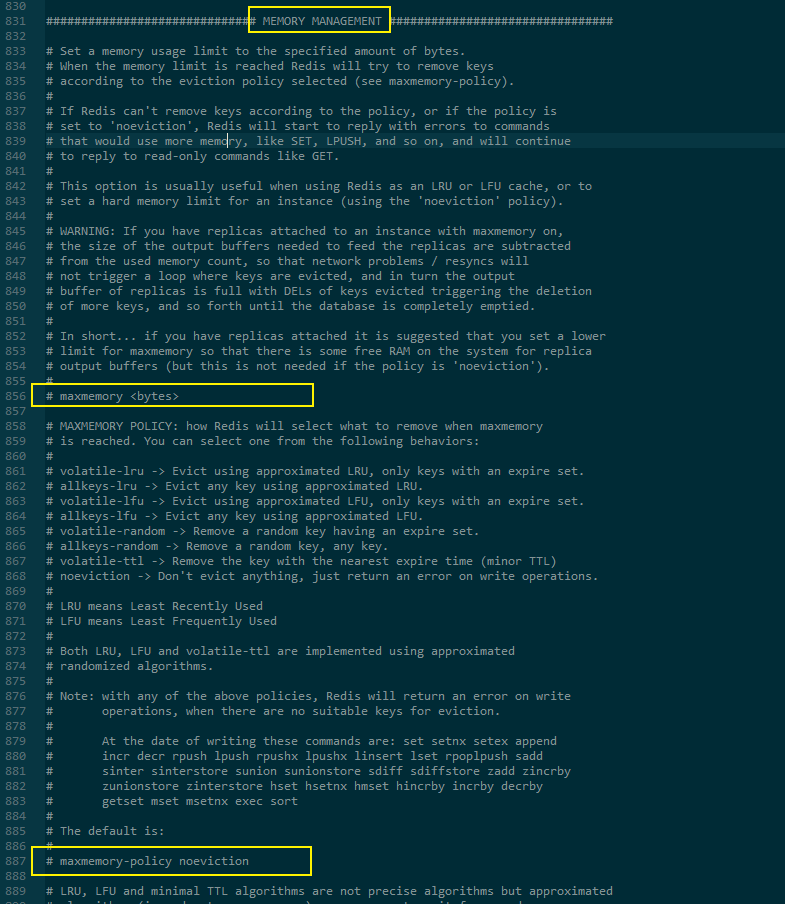 830
831 ############################## MEMORY MANAGEMENT ################################
832
833 # Set a memory usage limit to the specified amount of bytes.
834 # When the memory limit is reached Redis will try to remove keys
835 # according to the eviction policy selected (see maxmemory-policy).
836 #
837 # If Redis can't remove keys according to the policy, or if the policy is
838 # set to 'noeviction', Redis will start to reply with errors to commands
839 # that would use more memory, like SET, LPUSH, and so on, and will continue
840 # to reply to read-only commands like GET.
841 #
842 # This option is usually useful when using Redis as an LRU or LFU cache, or to
843 # set a hard memory limit for an instance (using the 'noeviction' policy).
844 #
845 # WARNING: If you have replicas attached to an instance with maxmemory on,
846 # the size of the output buffers needed to feed the replicas are subtracted
847 # from the used memory count, so that network problems / resyncs will
848 # not trigger a loop where keys are evicted, and in turn the output
849 # buffer of replicas is full with DELs of keys evicted triggering the deletion
850 # of more keys, and so forth until the database is completely emptied.
851 #
852 # In short... if you have replicas attached it is suggested that you set a lower
853 # limit for maxmemory so that there is some free RAM on the system for replica
854 # output buffers (but this is not needed if the policy is 'noeviction').
855 #
856 # maxmemory <bytes>
857
858 # MAXMEMORY POLICY: how Redis will select what to remove when maxmemory
859 # is reached. You can select one from the following behaviors:
860 #
861 # volatile-lru -> Evict using approximated LRU, only keys with an expire set.
862 # allkeys-lru -> Evict any key using approximated LRU.
863 # volatile-lfu -> Evict using approximated LFU, only keys with an expire set.
864 # allkeys-lfu -> Evict any key using approximated LFU.
865 # volatile-random -> Remove a random key having an expire set.
866 # allkeys-random -> Remove a random key, any key.
867 # volatile-ttl -> Remove the key with the nearest expire time (minor TTL)
868 # noeviction -> Don't evict anything, just return an error on write operations.
869 #
870 # LRU means Least Recently Used
871 # LFU means Least Frequently Used
872 #
873 # Both LRU, LFU and volatile-ttl are implemented using approximated
874 # randomized algorithms.
875 #
876 # Note: with any of the above policies, Redis will return an error on write
877 #       operations, when there are no suitable keys for eviction.
878 #
879 #       At the date of writing these commands are: set setnx setex append
880 #       incr decr rpush lpush rpushx lpushx linsert lset rpoplpush sadd
881 #       sinter sinterstore sunion sunionstore sdiff sdiffstore zadd zincrby
882 #       zunionstore zinterstore hset hsetnx hmset hincrby incrby decrby
883 #       getset mset msetnx exec sort
884 #
885 # The default is:
886 #
887 # maxmemory-policy noeviction
888
889 # LRU, LFU and minimal TTL algorithms are not precise algorithms but approximated